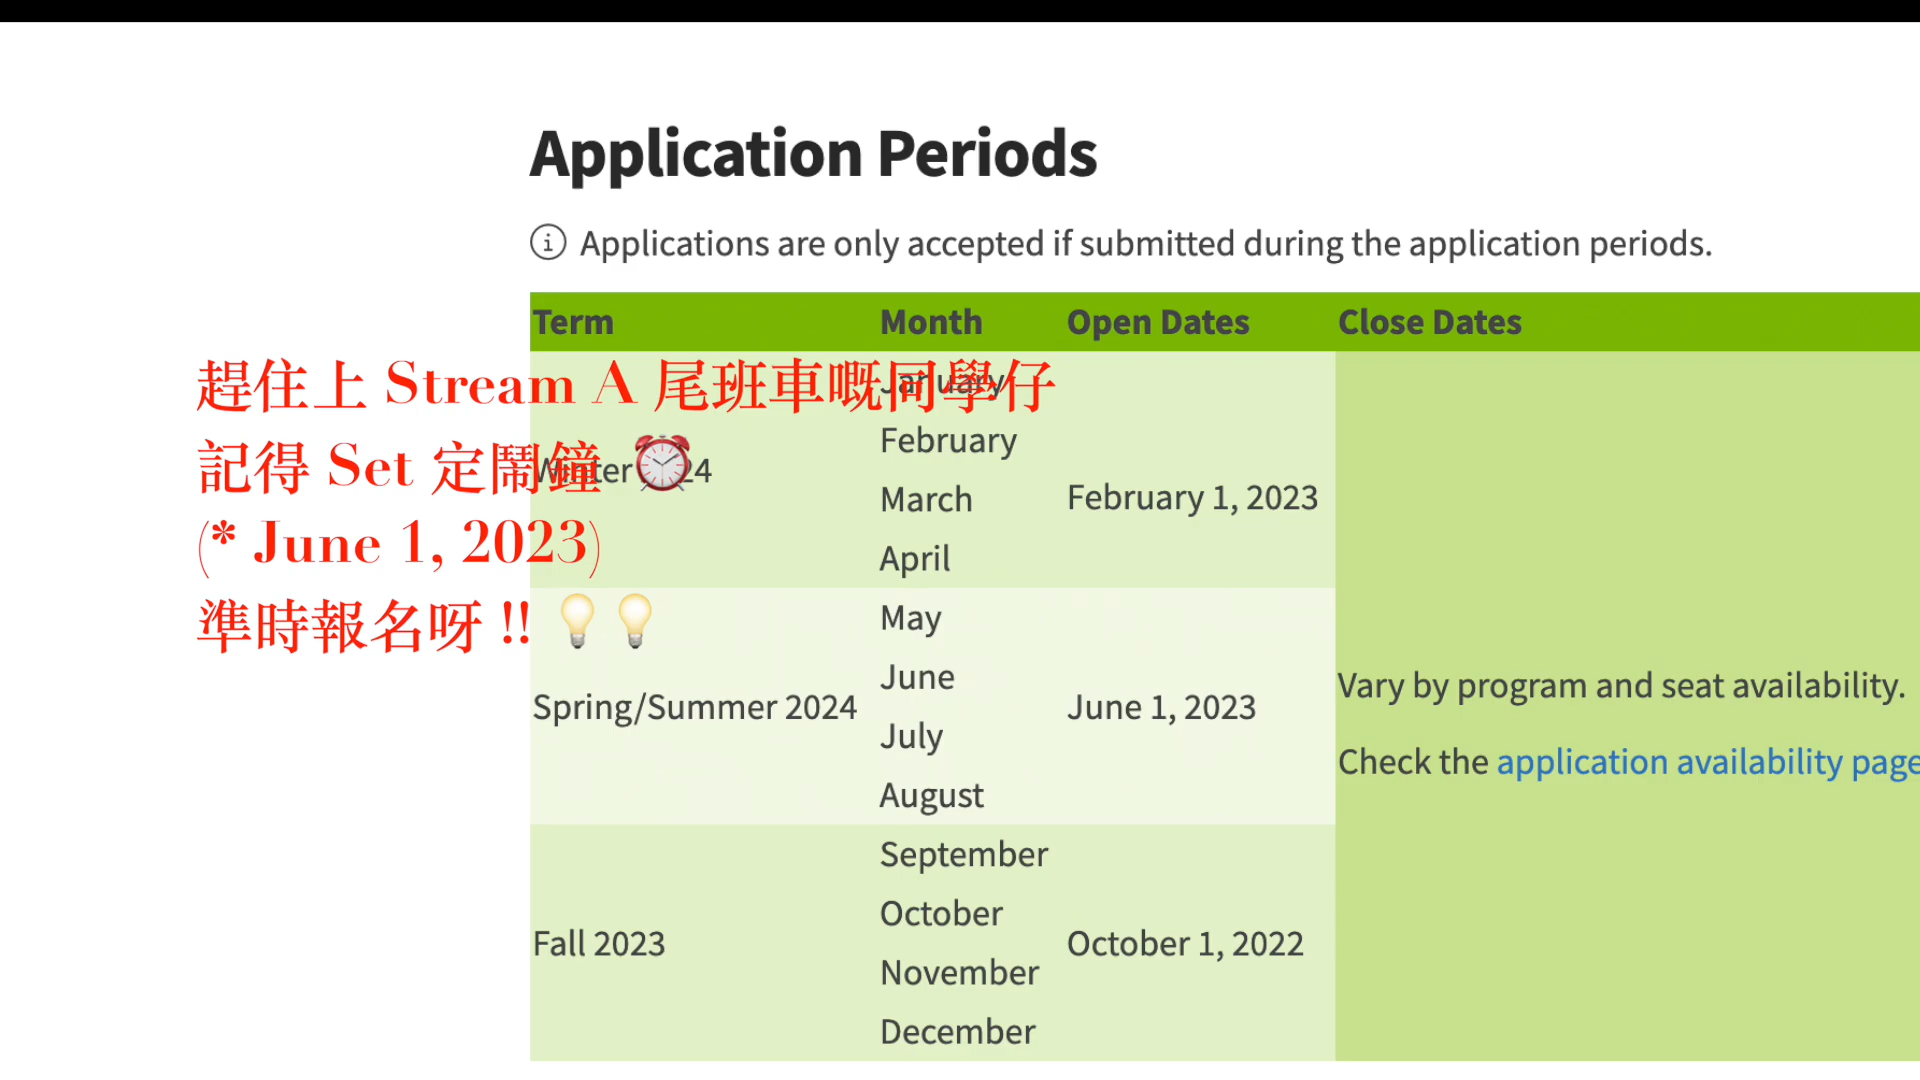 Application Periods
Applications are only accepted if submitted during the application periods.
Term Month Open Dates Close Dates
趕住上 Stream A 尾班車嘅同學仔
記得 Set 定鬧鐘 ⏰
(* June 1, 2023)
準時報名呀 !! 💡 💡
January
February
March
April
February 1, 2023
Spring/Summer 2024
May
June
July
August
June 1, 2023
Fall 2023
September
October
November
December
October 1, 2022
Vary by program and seat availability.
Check the application availability page